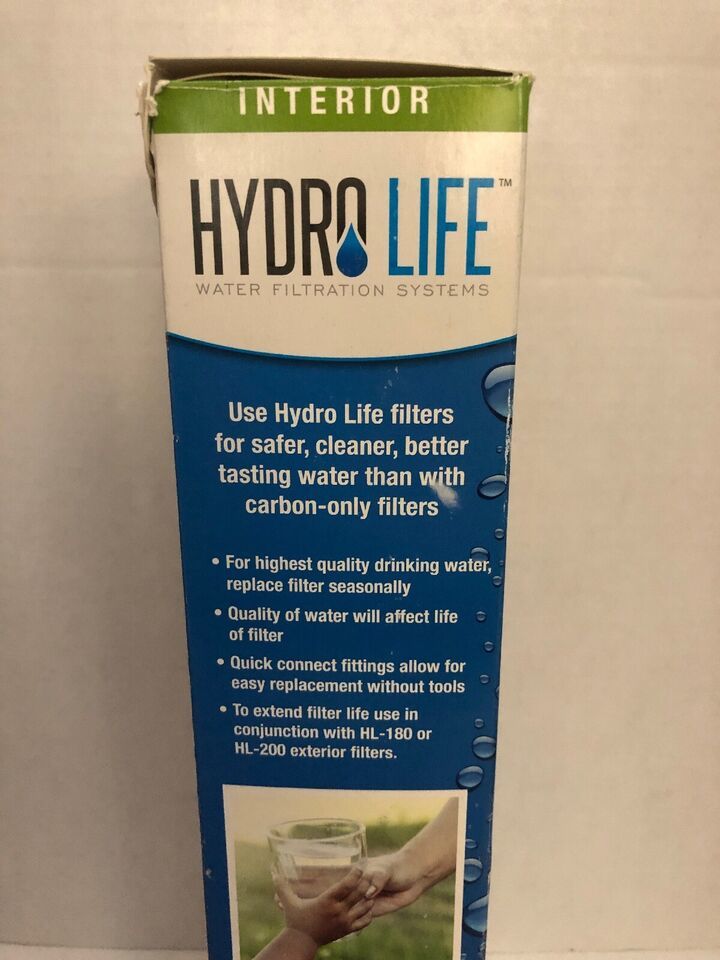 INTERIOR
HYDRO LIFE™
WATER FILTRATION SYSTEMS
Use Hydro Life filters
for safer, cleaner, better
tasting water than with
carbon-only filters
• For highest quality drinking water,
replace filter seasonally
• Quality of water will affect life
of filter
• Quick connect fittings allow for
easy replacement without tools
• To extend filter life use in
conjunction with HL-180 or
HL-200 exterior filters.